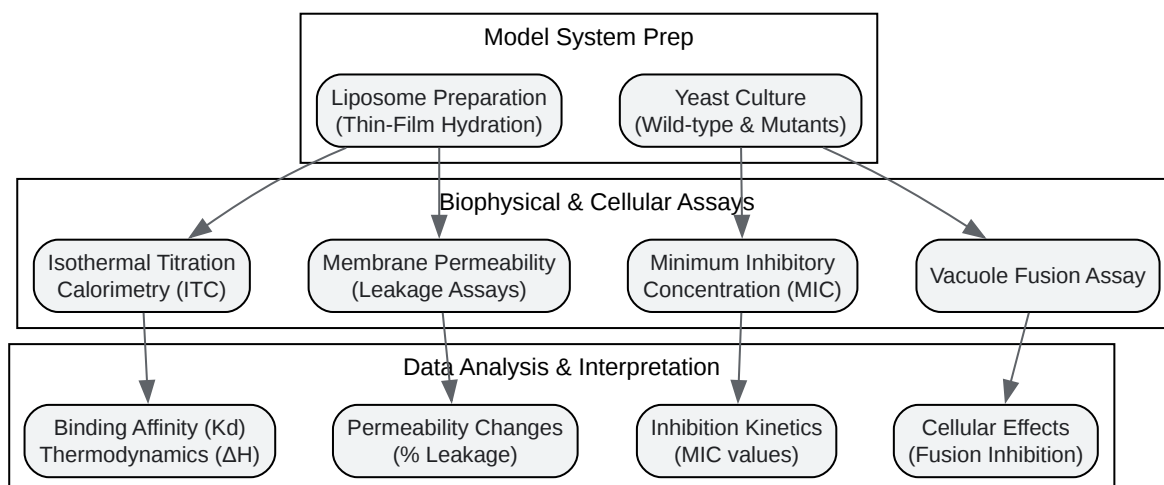 Model System Prep
Liposome Preparation
(Thin-Film Hydration)
Yeast Culture
(Wild-type & Mutants)
Biophysical & Cellular Assays
Isothermal Titration
Calorimetry (ITC)
Membrane Permeability
(Leakage Assays)
Minimum Inhibitory
Concentration (MIC)
Vacuole Fusion Assay
Data Analysis & Interpretation
Binding Affinity (Kd)
Thermodynamics (ΔH)
Permeability Changes
(% Leakage)
Inhibition Kinetics
(MIC values)
Cellular Effects
(Fusion Inhibition)